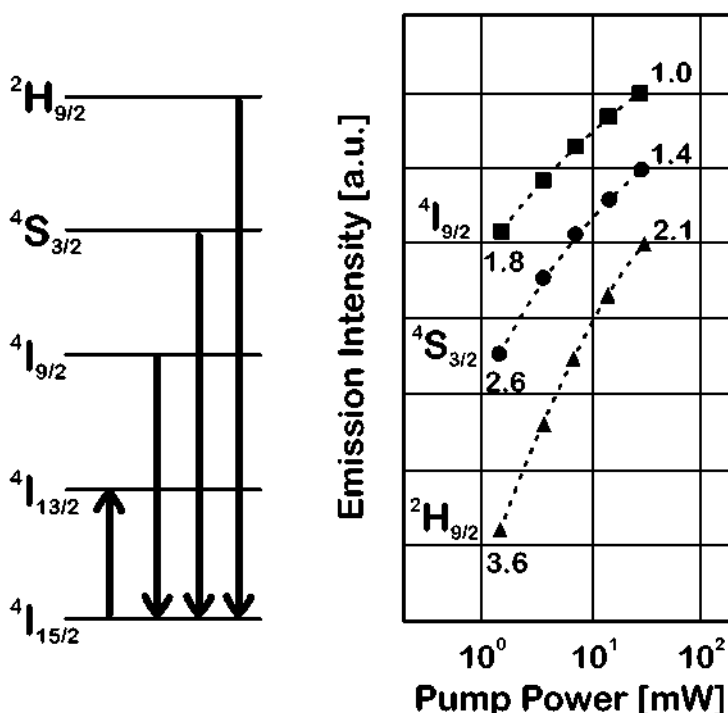 ²H₉/₂
⁴S₃/₂
⁴I₉/₂
⁴I₁₃/₂
⁴I₁₅/₂
Emission Intensity [a.u.]
1.0
1.4
⁴I₉/₂
1.8
2.1
⁴S₃/₂
2.6
²H₉/₂
3.6
10⁰ 10¹ 10²
Pump Power [mW]